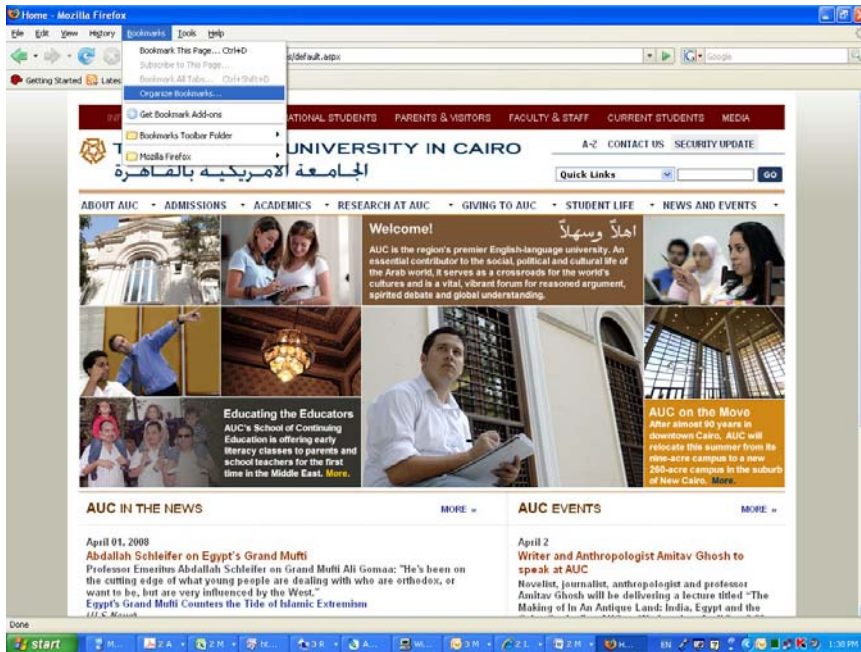 Home - Mozilla Firefox
File Edit View History Bookmarks Tools Help
Bookmark This Page... Ctrl+D
Subscribe to This Page...
Bookmark All Tabs... Ctrl+Shift+D
Organize Bookmarks...
Get Bookmark Add-ons
Bookmarks Toolbar Folder
Mozilla Firefox
s/default.aspx
Google
Getting Started Lates
ATIONAL STUDENTS PARENTS & VISITORS FACULTY & STAFF CURRENT STUDENTS MEDIA
T UNIVERSITY IN CAIRO
الجامعة الأمريكية بالقاهرة
A-Z CONTACT US SECURITY UPDATE
Quick Links GO
ABOUT AUC ADMISSIONS ACADEMICS RESEARCH AT AUC GIVING TO AUC STUDENT LIFE NEWS AND EVENTS
Welcome! اهلاً وسهلاً
AUC is the region's premier English-language university. An
essential contributor to the social, political and cultural life of
the Arab world, it serves as a crossroads for the world's
cultures and is a vital, vibrant forum for reasoned argument,
spirited debate and global understanding.
Educating the Educators
AUC's School of Continuing
Education is offering early
literacy classes to parents and
school teachers for the first
time in the Middle East. More.
AUC on the Move
After almost 90 years in
downtown Cairo, AUC will
relocate this summer from its
nine-acre campus to a new
260-acre campus in the suburb
of New Cairo. More.
AUC IN THE NEWS MORE »
April 01, 2008
Abdallah Schleifer on Egypt's Grand Mufti
Professor Emeritus Abdallah Schleifer on Grand Mufti Ali Gomaa: "He's been on
the cutting edge of what young people are dealing with who are orthodox, or
want to be, but are very influenced by the West."
Egypt's Grand Mufti Counters the Tide of Islamic Extremism
AUC EVENTS MORE »
April 2
Writer and Anthropologist Amitav Ghosh to
speak at AUC
Novelist, journalist, anthropologist and professor
Amitav Ghosh will be delivering a lecture titled "The
Making of In An Antique Land: India, Egypt and the
Done
start M... 2 A 2 M ht... 3 R A... Wi... 3 M 2 I. 2 M H... EN 1:30 PM